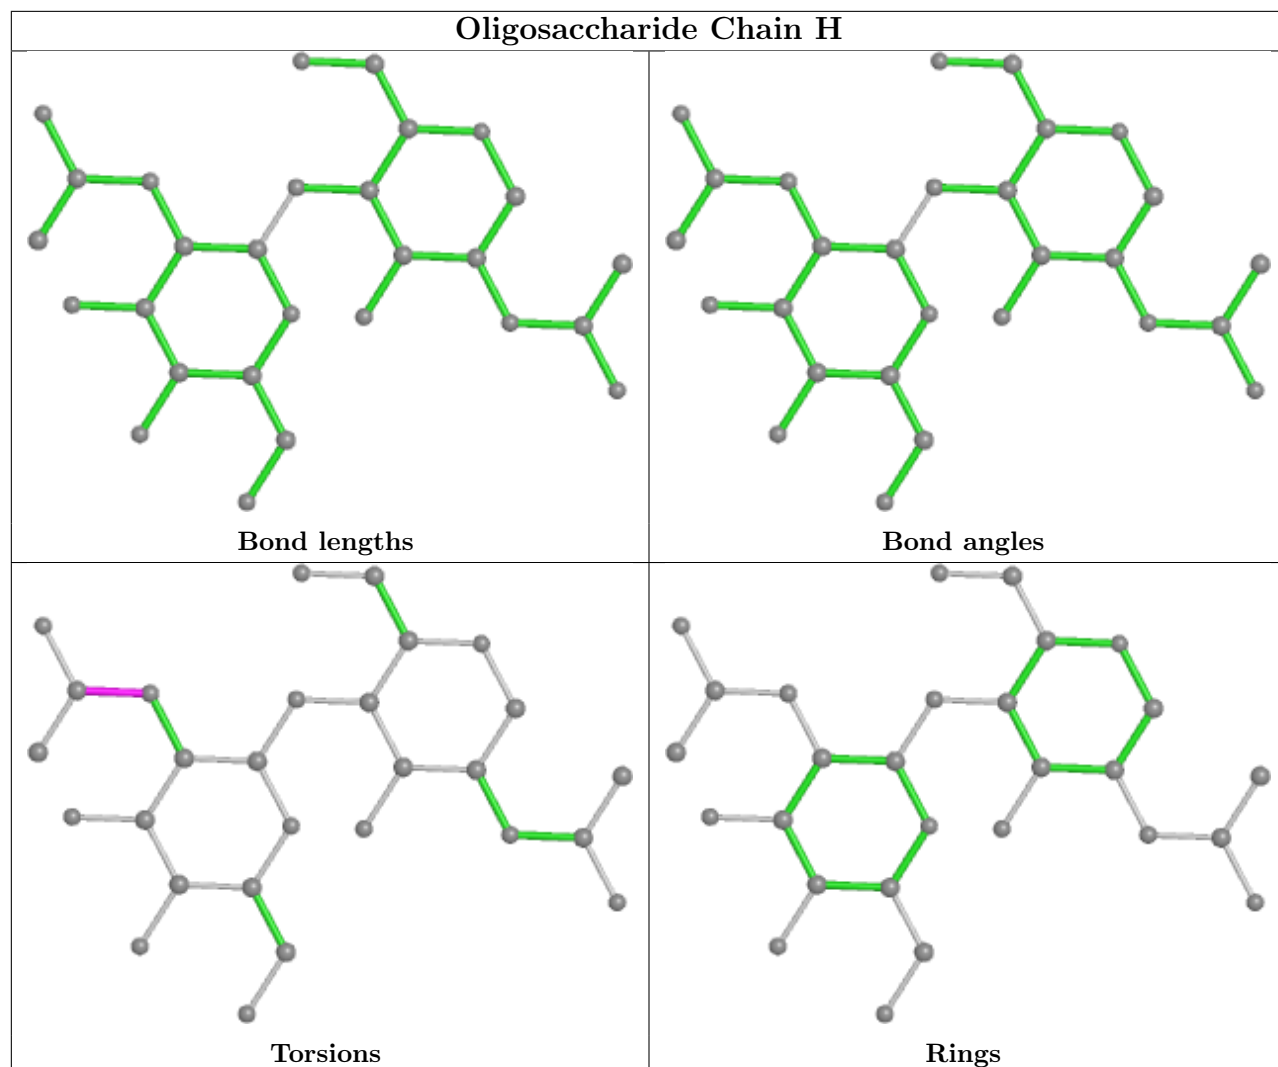 Oligosaccharide Chain H
Bond lengths
Bond angles
Torsions
Rings